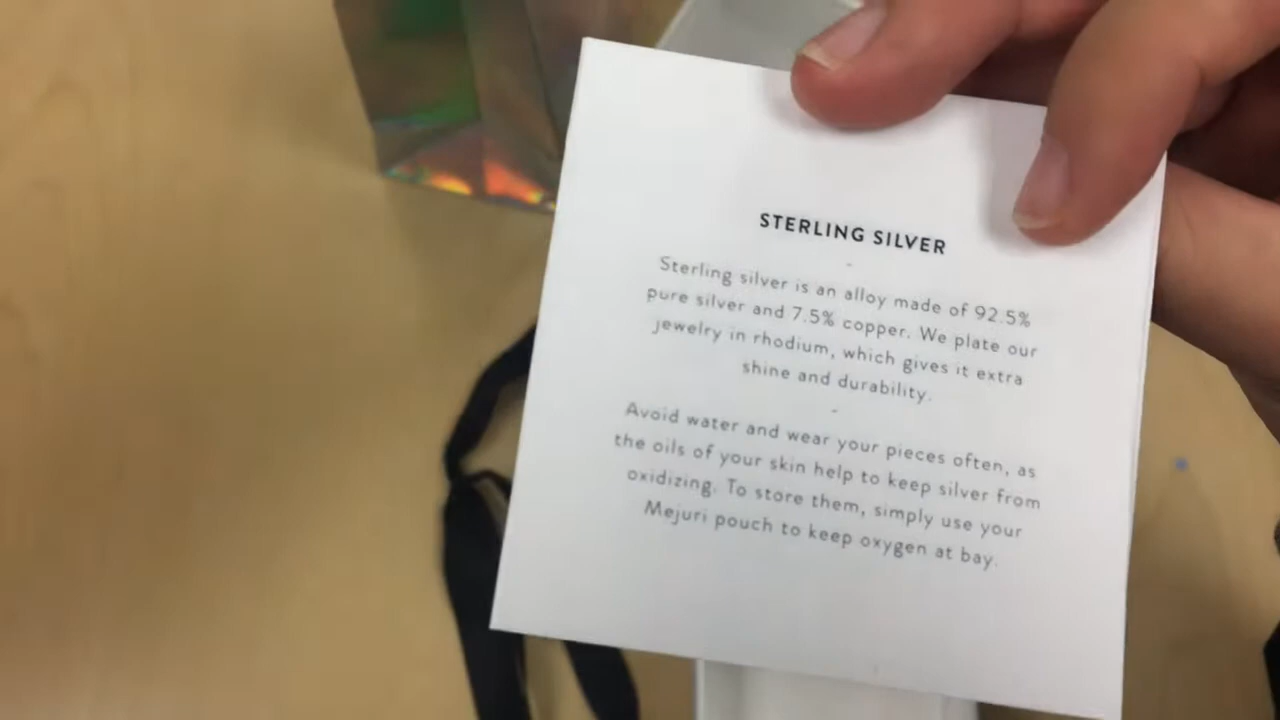 STERLING SILVER
-
Sterling silver is an alloy made of 92.5%
pure silver and 7.5% copper. We plate our
jewelry in rhodium, which gives it extra
shine and durability.
-
Avoid water and wear your pieces often, as
the oils of your skin help to keep silver from
oxidizing. To store them, simply use your
Mejuri pouch to keep oxygen at bay.